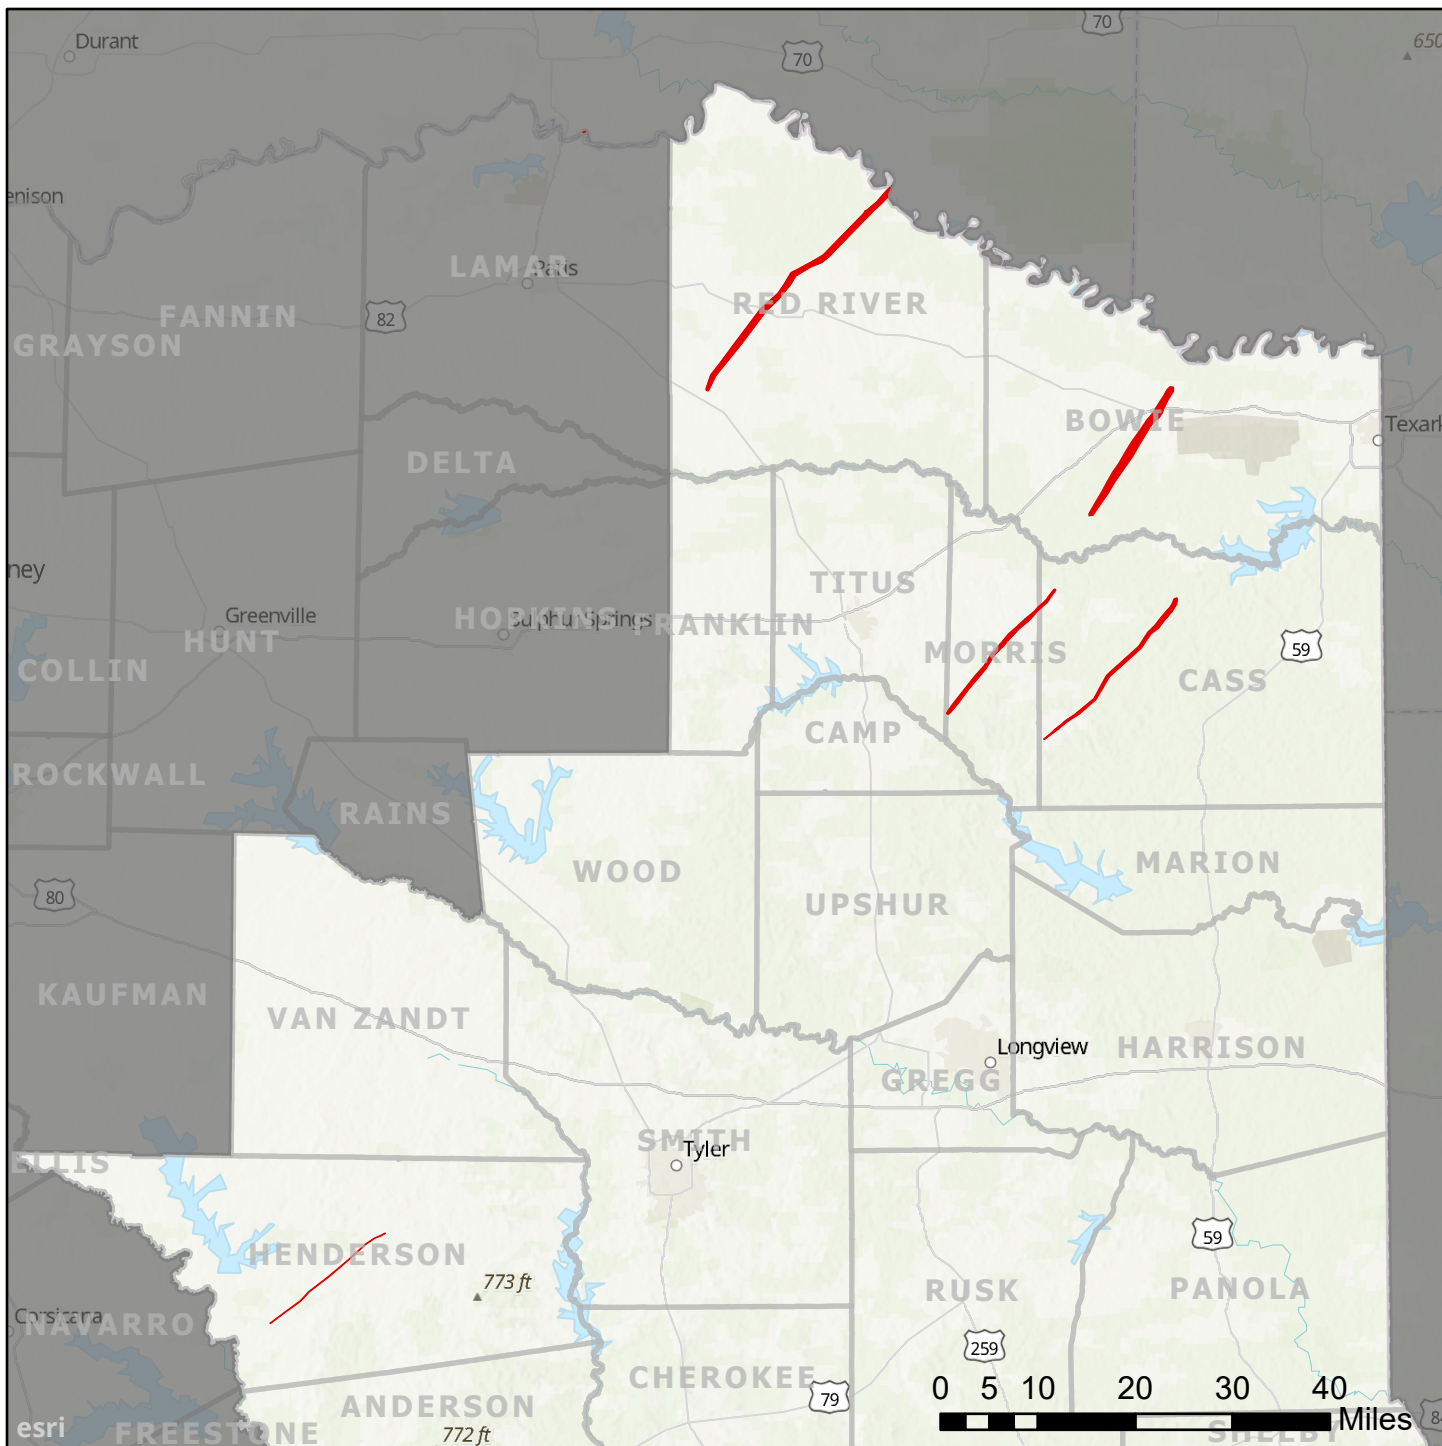 Durant
70
70
650
enison
LAMAR
Paris
FANNIN
82
RED RIVER
GRAYSON
BOWIE
Texark
DELTA
ney
TITUS
Greenville
HOPKINS
Sulphur Springs
FRANKLIN
HUNT
MORRIS
59
COLLIN
CASS
CAMP
ROCKWALL
RAINS
WOOD
MARION
80
UPSHUR
KAUFMAN
VAN ZANDT
Longview
HARRISON
GREGG
SMITH
Tyler
ELLIS
59
HENDERSON
773 ft
RUSK
PANOLA
Corsicana
NAVARRO
259
CHEROKEE
79
0 5 10 20 30 40
Miles
ANDERSON
esri
FREESTONE
772 ft
SHELBY
84